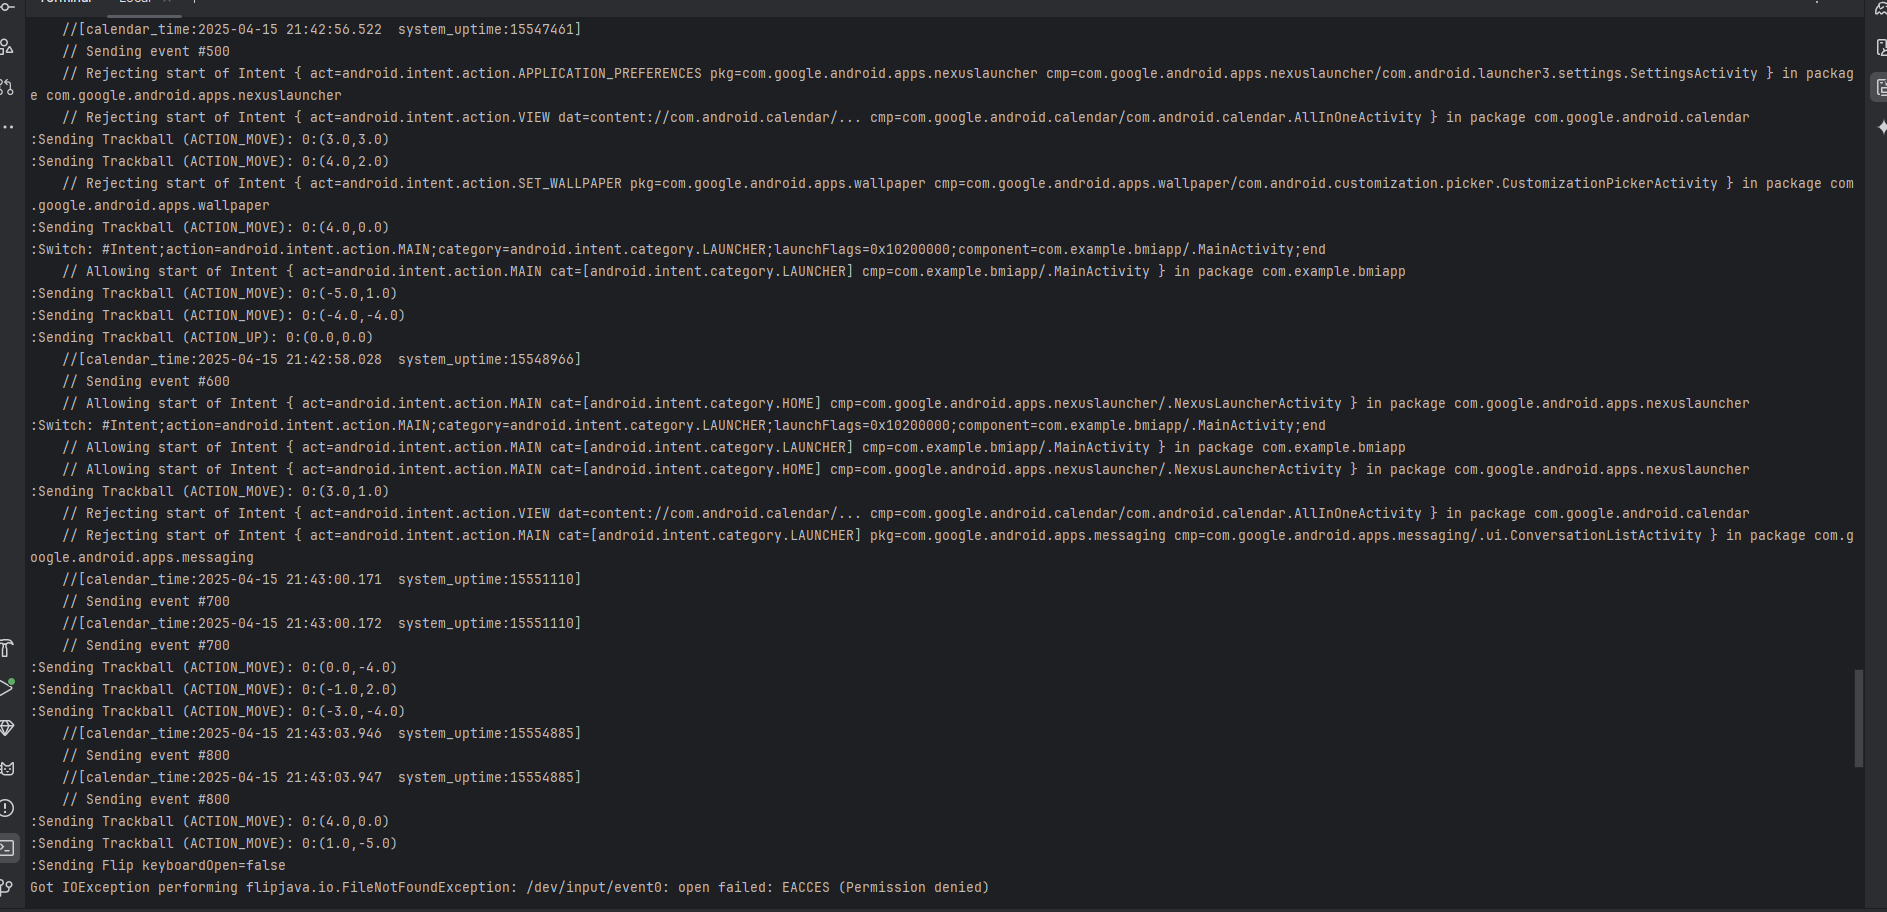 //[calendar_time:2025-04-15 21:42:56.522  system_uptime:15547461]
// Sending event #500
// Rejecting start of Intent { act=android.intent.action.APPLICATION_PREFERENCES pkg=com.google.android.apps.nexuslauncher cmp=com.google.android.apps.nexuslauncher/com.android.launcher3.settings.SettingsActivity } in packag
e com.google.android.apps.nexuslauncher
// Rejecting start of Intent { act=android.intent.action.VIEW dat=content://com.android.calendar/... cmp=com.google.android.calendar/com.android.calendar.AllInOneActivity } in package com.google.android.calendar
:Sending Trackball (ACTION_MOVE): 0:(3.0,3.0)
:Sending Trackball (ACTION_MOVE): 0:(4.0,2.0)
// Rejecting start of Intent { act=android.intent.action.SET_WALLPAPER pkg=com.google.android.apps.wallpaper cmp=com.google.android.apps.wallpaper/com.android.customization.picker.CustomizationPickerActivity } in package com
.google.android.apps.wallpaper
:Sending Trackball (ACTION_MOVE): 0:(4.0,0.0)
:Switch: #Intent;action=android.intent.action.MAIN;category=android.intent.category.LAUNCHER;launchFlags=0x10200000;component=com.example.bmiapp/.MainActivity;end
// Allowing start of Intent { act=android.intent.action.MAIN cat=[android.intent.category.LAUNCHER] cmp=com.example.bmiapp/.MainActivity } in package com.example.bmiapp
:Sending Trackball (ACTION_MOVE): 0:(-5.0,1.0)
:Sending Trackball (ACTION_MOVE): 0:(-4.0,-4.0)
:Sending Trackball (ACTION_UP): 0:(0.0,0.0)
//[calendar_time:2025-04-15 21:42:58.028  system_uptime:15548966]
// Sending event #600
// Allowing start of Intent { act=android.intent.action.MAIN cat=[android.intent.category.HOME] cmp=com.google.android.apps.nexuslauncher/.NexusLauncherActivity } in package com.google.android.apps.nexuslauncher
:Switch: #Intent;action=android.intent.action.MAIN;category=android.intent.category.LAUNCHER;launchFlags=0x10200000;component=com.example.bmiapp/.MainActivity;end
// Allowing start of Intent { act=android.intent.action.MAIN cat=[android.intent.category.LAUNCHER] cmp=com.example.bmiapp/.MainActivity } in package com.example.bmiapp
// Allowing start of Intent { act=android.intent.action.MAIN cat=[android.intent.category.HOME] cmp=com.google.android.apps.nexuslauncher/.NexusLauncherActivity } in package com.google.android.apps.nexuslauncher
:Sending Trackball (ACTION_MOVE): 0:(3.0,1.0)
// Rejecting start of Intent { act=android.intent.action.VIEW dat=content://com.android.calendar/... cmp=com.google.android.calendar/com.android.calendar.AllInOneActivity } in package com.google.android.calendar
// Rejecting start of Intent { act=android.intent.action.MAIN cat=[android.intent.category.LAUNCHER] pkg=com.google.android.apps.messaging cmp=com.google.android.apps.messaging/.ui.ConversationListActivity } in package com.g
oogle.android.apps.messaging
//[calendar_time:2025-04-15 21:43:00.171  system_uptime:15551110]
// Sending event #700
//[calendar_time:2025-04-15 21:43:00.172  system_uptime:15551110]
// Sending event #700
:Sending Trackball (ACTION_MOVE): 0:(0.0,-4.0)
:Sending Trackball (ACTION_MOVE): 0:(-1.0,2.0)
:Sending Trackball (ACTION_MOVE): 0:(-3.0,-4.0)
//[calendar_time:2025-04-15 21:43:03.946  system_uptime:15554885]
// Sending event #800
//[calendar_time:2025-04-15 21:43:03.947  system_uptime:15554885]
// Sending event #800
:Sending Trackball (ACTION_MOVE): 0:(4.0,0.0)
:Sending Trackball (ACTION_MOVE): 0:(1.0,-5.0)
:Sending Flip keyboardOpen=false
Got IOException performing flipjava.io.FileNotFoundException: /dev/input/event0: open failed: EACCES (Permission denied)